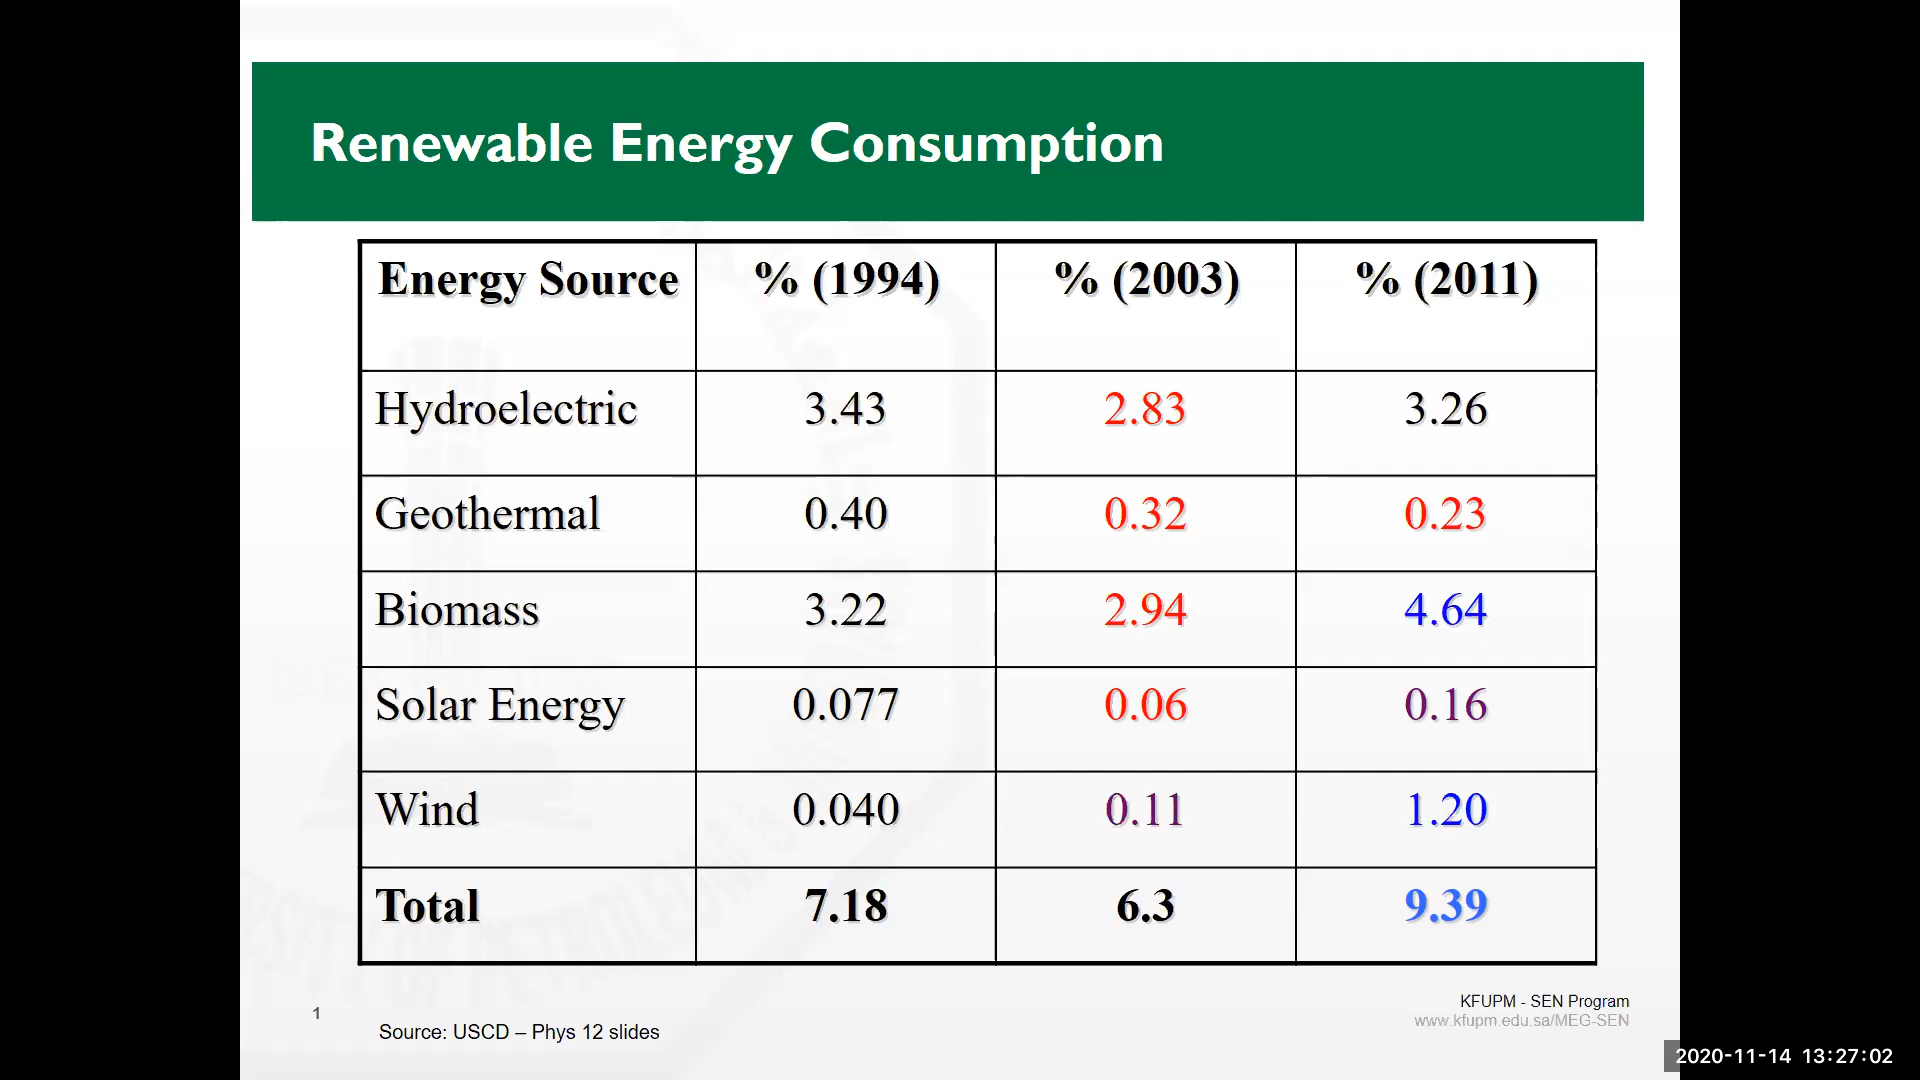 Renewable Energy Consumption
Energy Source % (1994) % (2003) % (2011)
Hydroelectric 3.43 2.83 3.26
Geothermal 0.40 0.32 0.23
Biomass 3.22 2.94 4.64
Solar Energy 0.077 0.06 0.16
Wind 0.040 0.11 1.20
Total 7.18 6.3 9.39
KFUPM - SEN Program
1
www.kfupm.edu.sa/MEG-SEN
Source: USCD – Phys 12 slides
2020-11-14 13:27:02